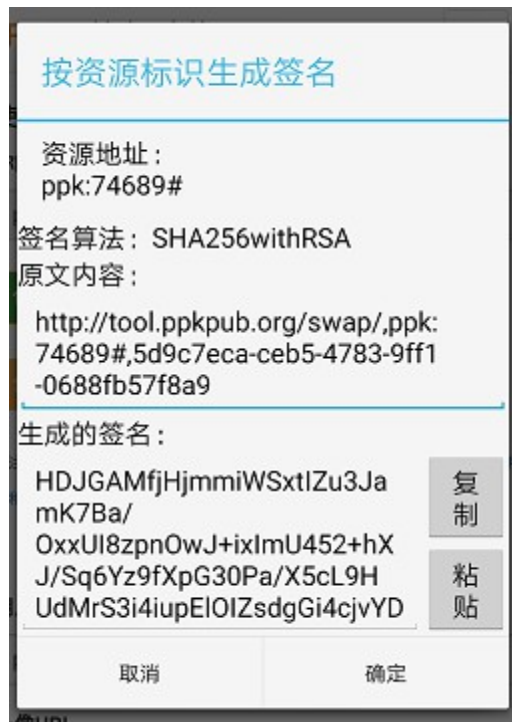 按资源标识生成签名
资源地址：
ppk:74689#
签名算法：SHA256withRSA
原文内容：
http://tool.ppkpub.org/swap/,ppk:
74689#,5d9c7eca-ceb5-4783-9ff1
-0688fb57f8a9
生成的签名：
HDJGAMfjHjmmiWSxtIZu3Ja
mK7Ba/
OxxUI8zpnOwJ+ixImU452+hX
J/Sq6Yz9fXpG30Pa/X5cL9H
UdMrS3i4iupElOIZsdgGi4cjvYD
复
制
粘
贴
取消
确定